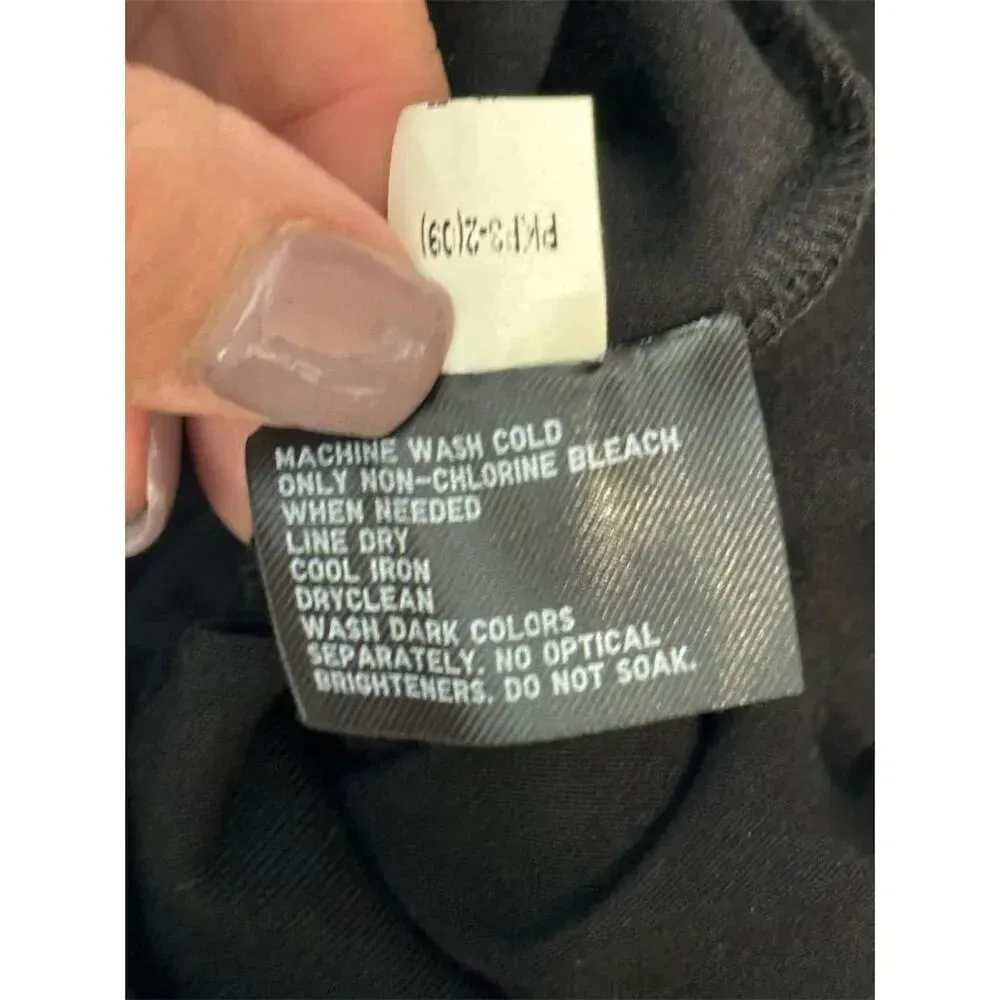 PKP3-2(09)
MACHINE WASH COLD
ONLY NON-CHLORINE BLEACH
WHEN NEEDED
LINE DRY
COOL IRON
DRYCLEAN
WASH DARK COLORS
SEPARATELY. NO OPTICAL
BRIGHTENERS. DO NOT SOAK.